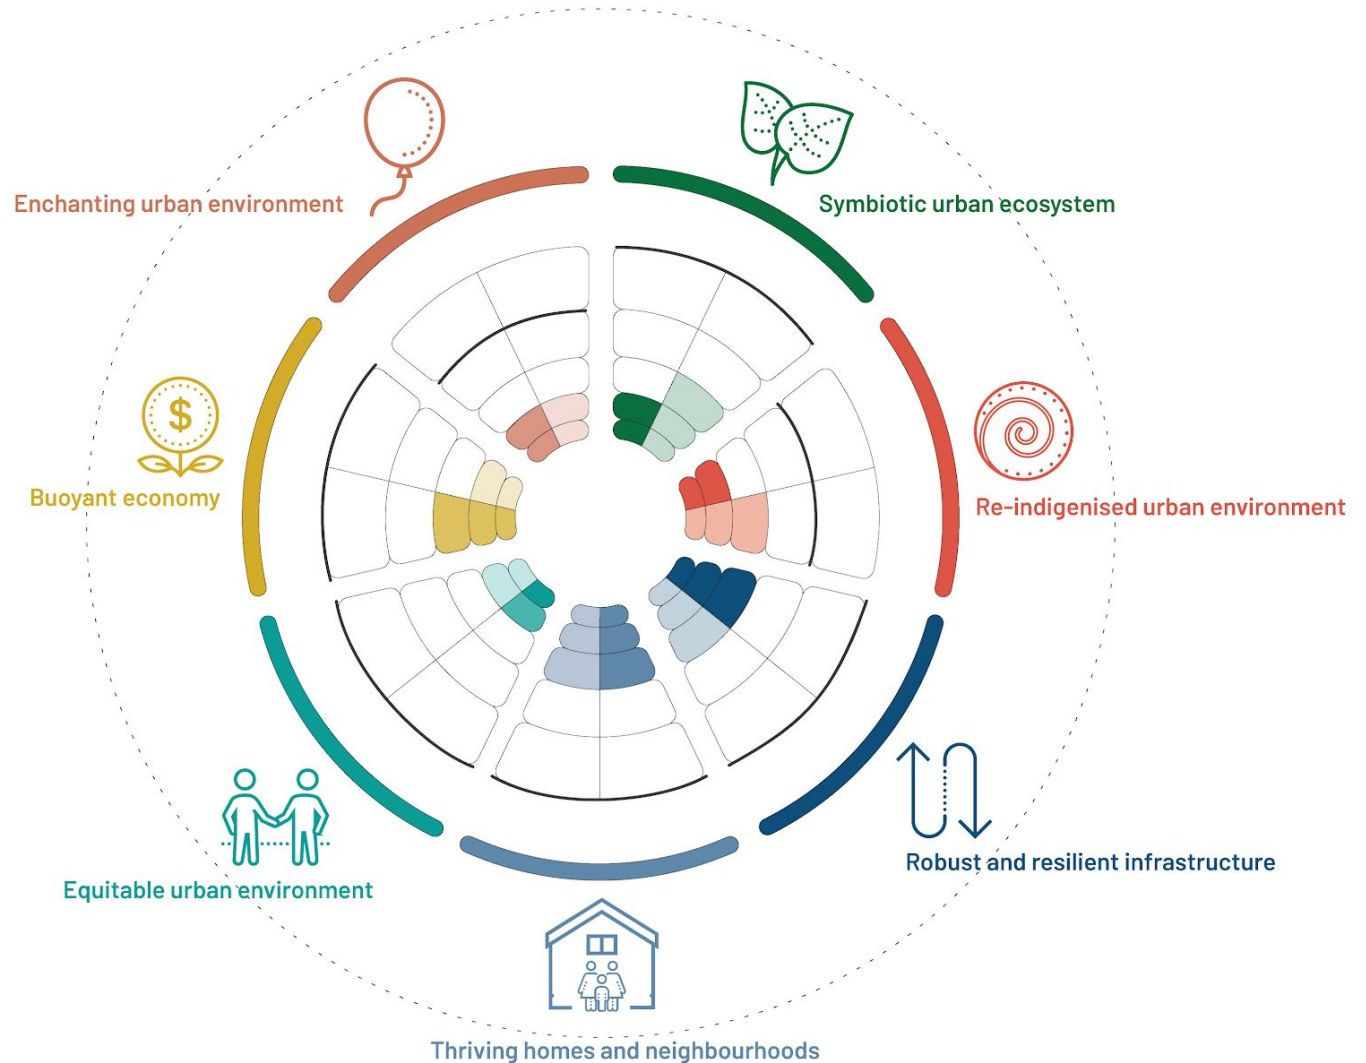 Enchanting urban environment
Symbiotic urban ecosystem
$
Buoyant economy
Re-indigenised urban environment
Robust and resilient infrastructure
Equitable urban environment
Thriving homes and neighbourhoods